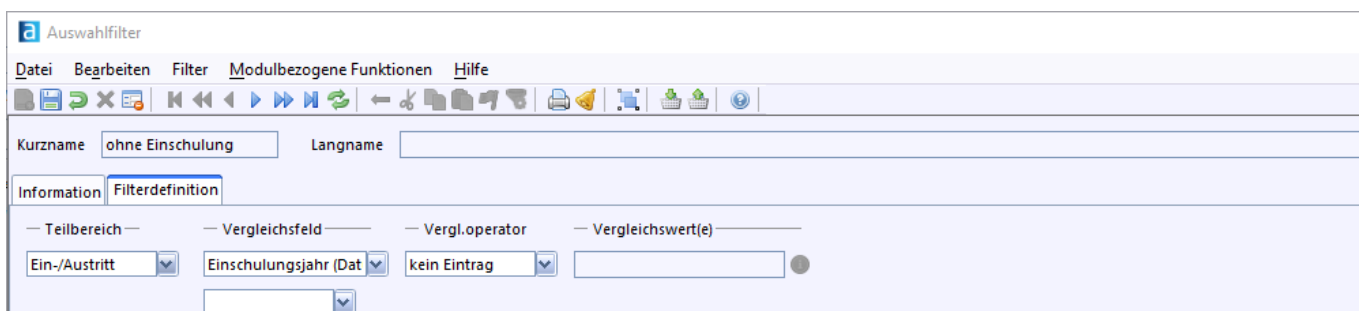 Auswahlfilter
Datei Bearbeiten Filter Modulbezogene Funktionen Hilfe
Kurzname ohne Einschulung Langname
Information Filterdefinition
Teilbereich Vergleichsfeld Vergl.operator Vergleichswert(e)
Ein-/Austritt Einschulungsjahr (Dat kein Eintrag